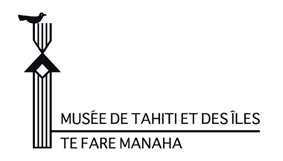 MUSÉE DE TAHITI ET DES ÎLES
TE FARE MANAHA